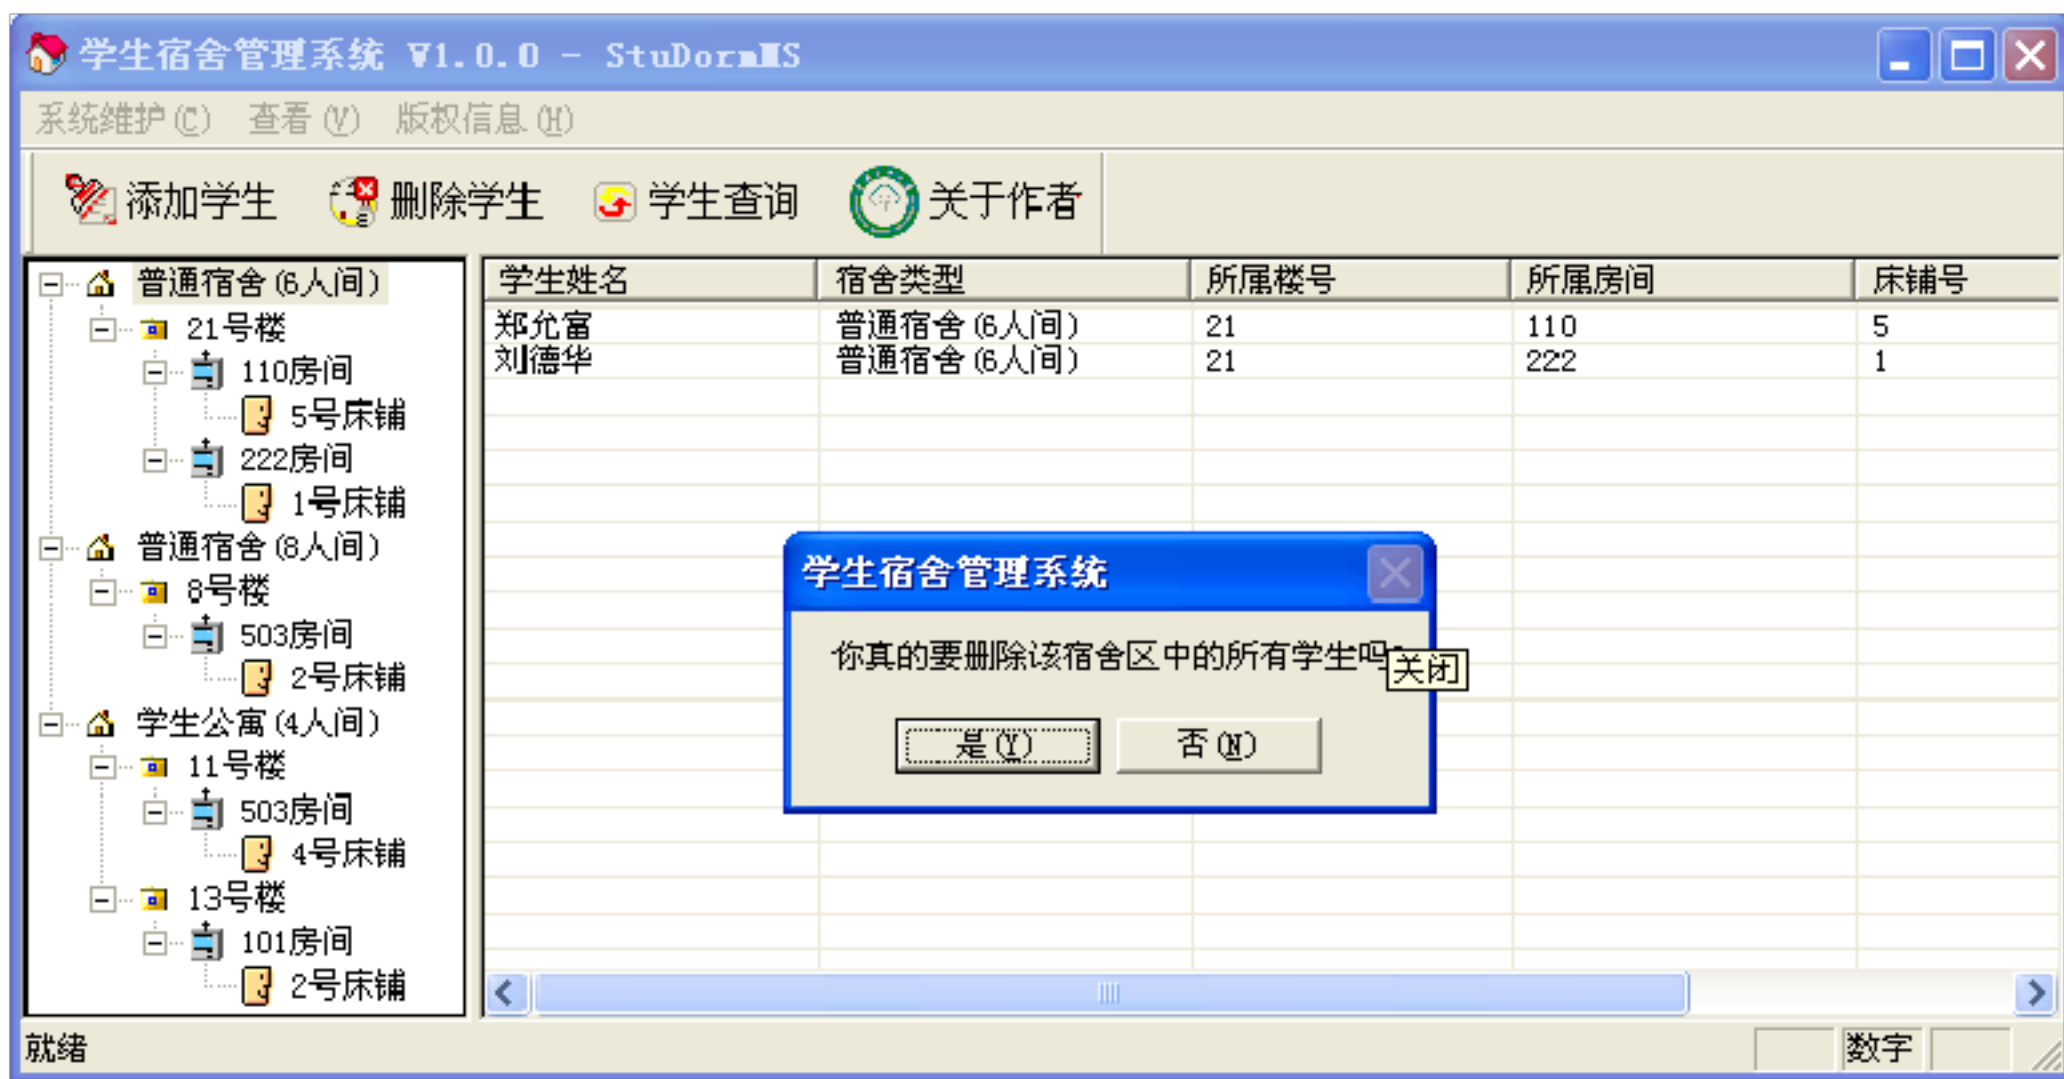 学生宿舍管理系统 V1.0.0 - StuDormMS
系统维护(C) 查看(V) 版权信息(H)
添加学生 删除学生 学生查询 关于作者
普通宿舍(6人间)
21号楼
110房间
5号床铺
222房间
1号床铺
普通宿舍(8人间)
8号楼
503房间
2号床铺
学生公寓(4人间)
11号楼
503房间
4号床铺
13号楼
101房间
2号床铺
学生姓名 宿舍类型 所属楼号 所属房间 床铺号
郑允富 普通宿舍(6人间) 21 110 5
刘德华 普通宿舍(6人间) 21 222 1
学生宿舍管理系统
你真的要删除该宿舍区中的所有学生吗
关闭
是(Y) 否(N)
就绪 数字